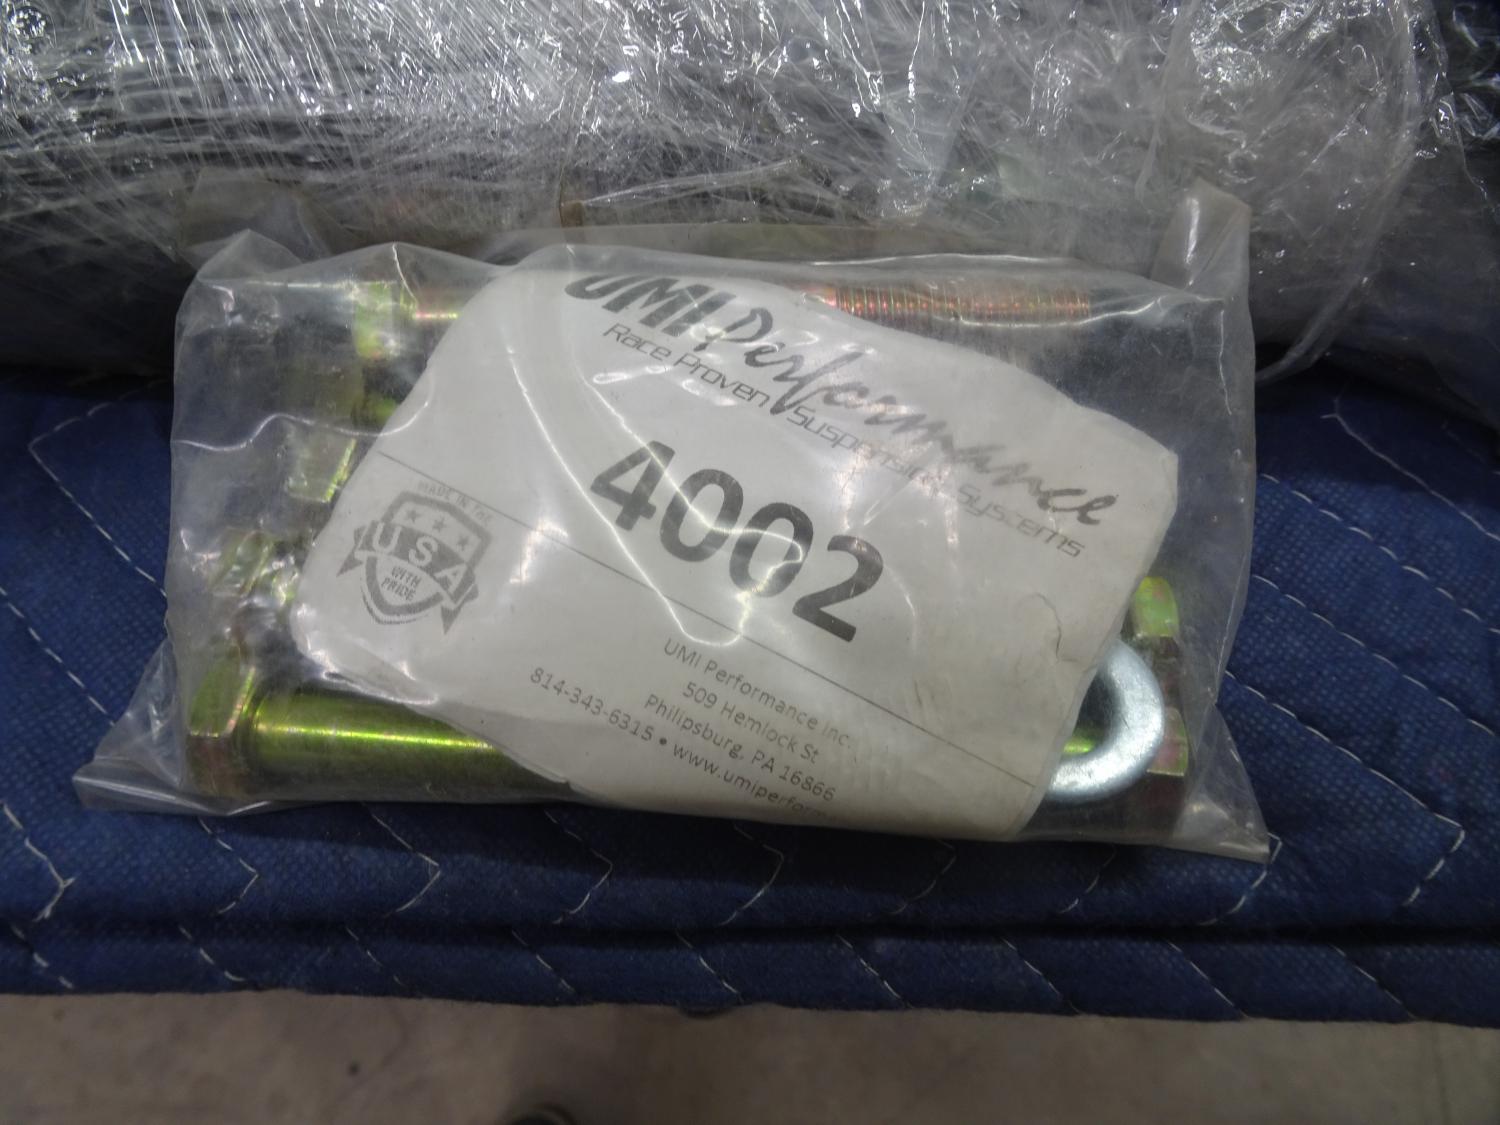 UMI Performance
Race Proven Suspension Systems
4002
MADE IN THE
USA
WITH
PRIDE
UMI Performance Inc.
509 Hemlock St
Philipsburg, PA 16866
814-343-6315 • www.umiperform